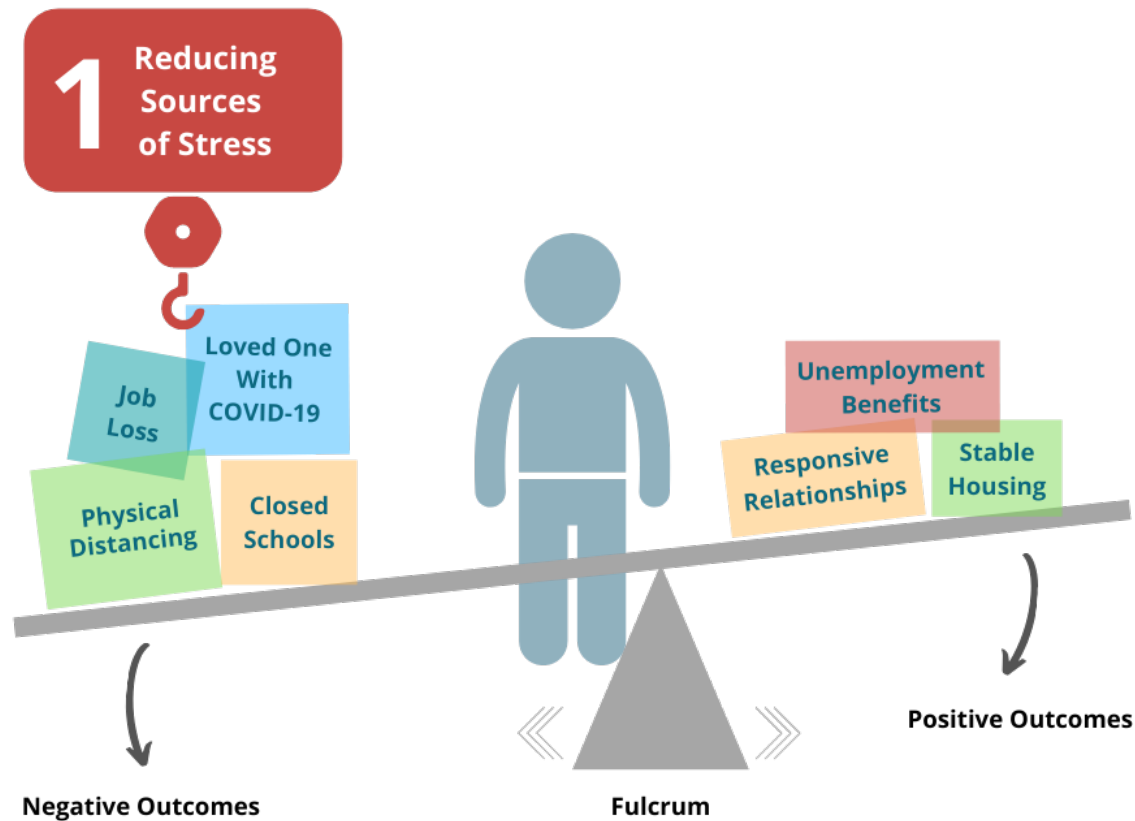 1
Reducing
Sources
of Stress
Loved One
With
COVID-19
Job
Loss
Physical
Distancing
Closed
Schools
Unemployment
Benefits
Responsive
Relationships
Stable
Housing
Negative Outcomes
Fulcrum
Positive Outcomes